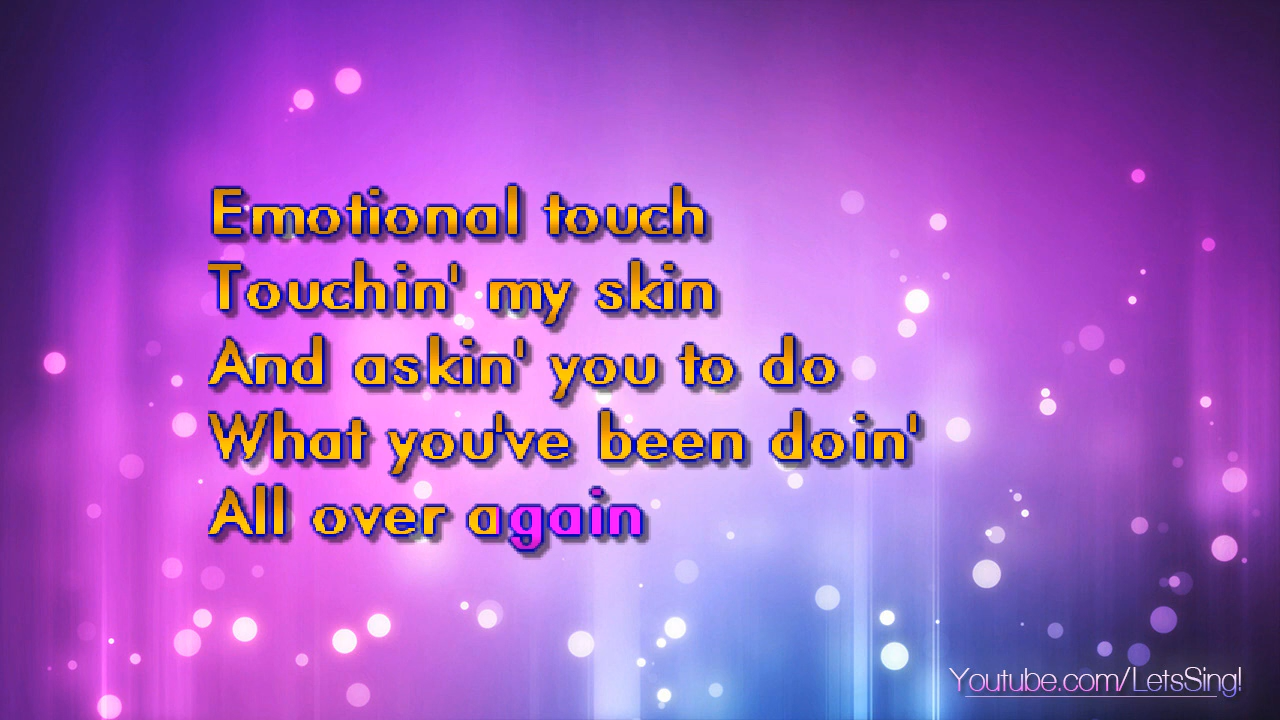 Emotional touch
Touchin' my skin
And askin' you to do
What you've been doin'
All over again
Youtube.com/LetsSing!